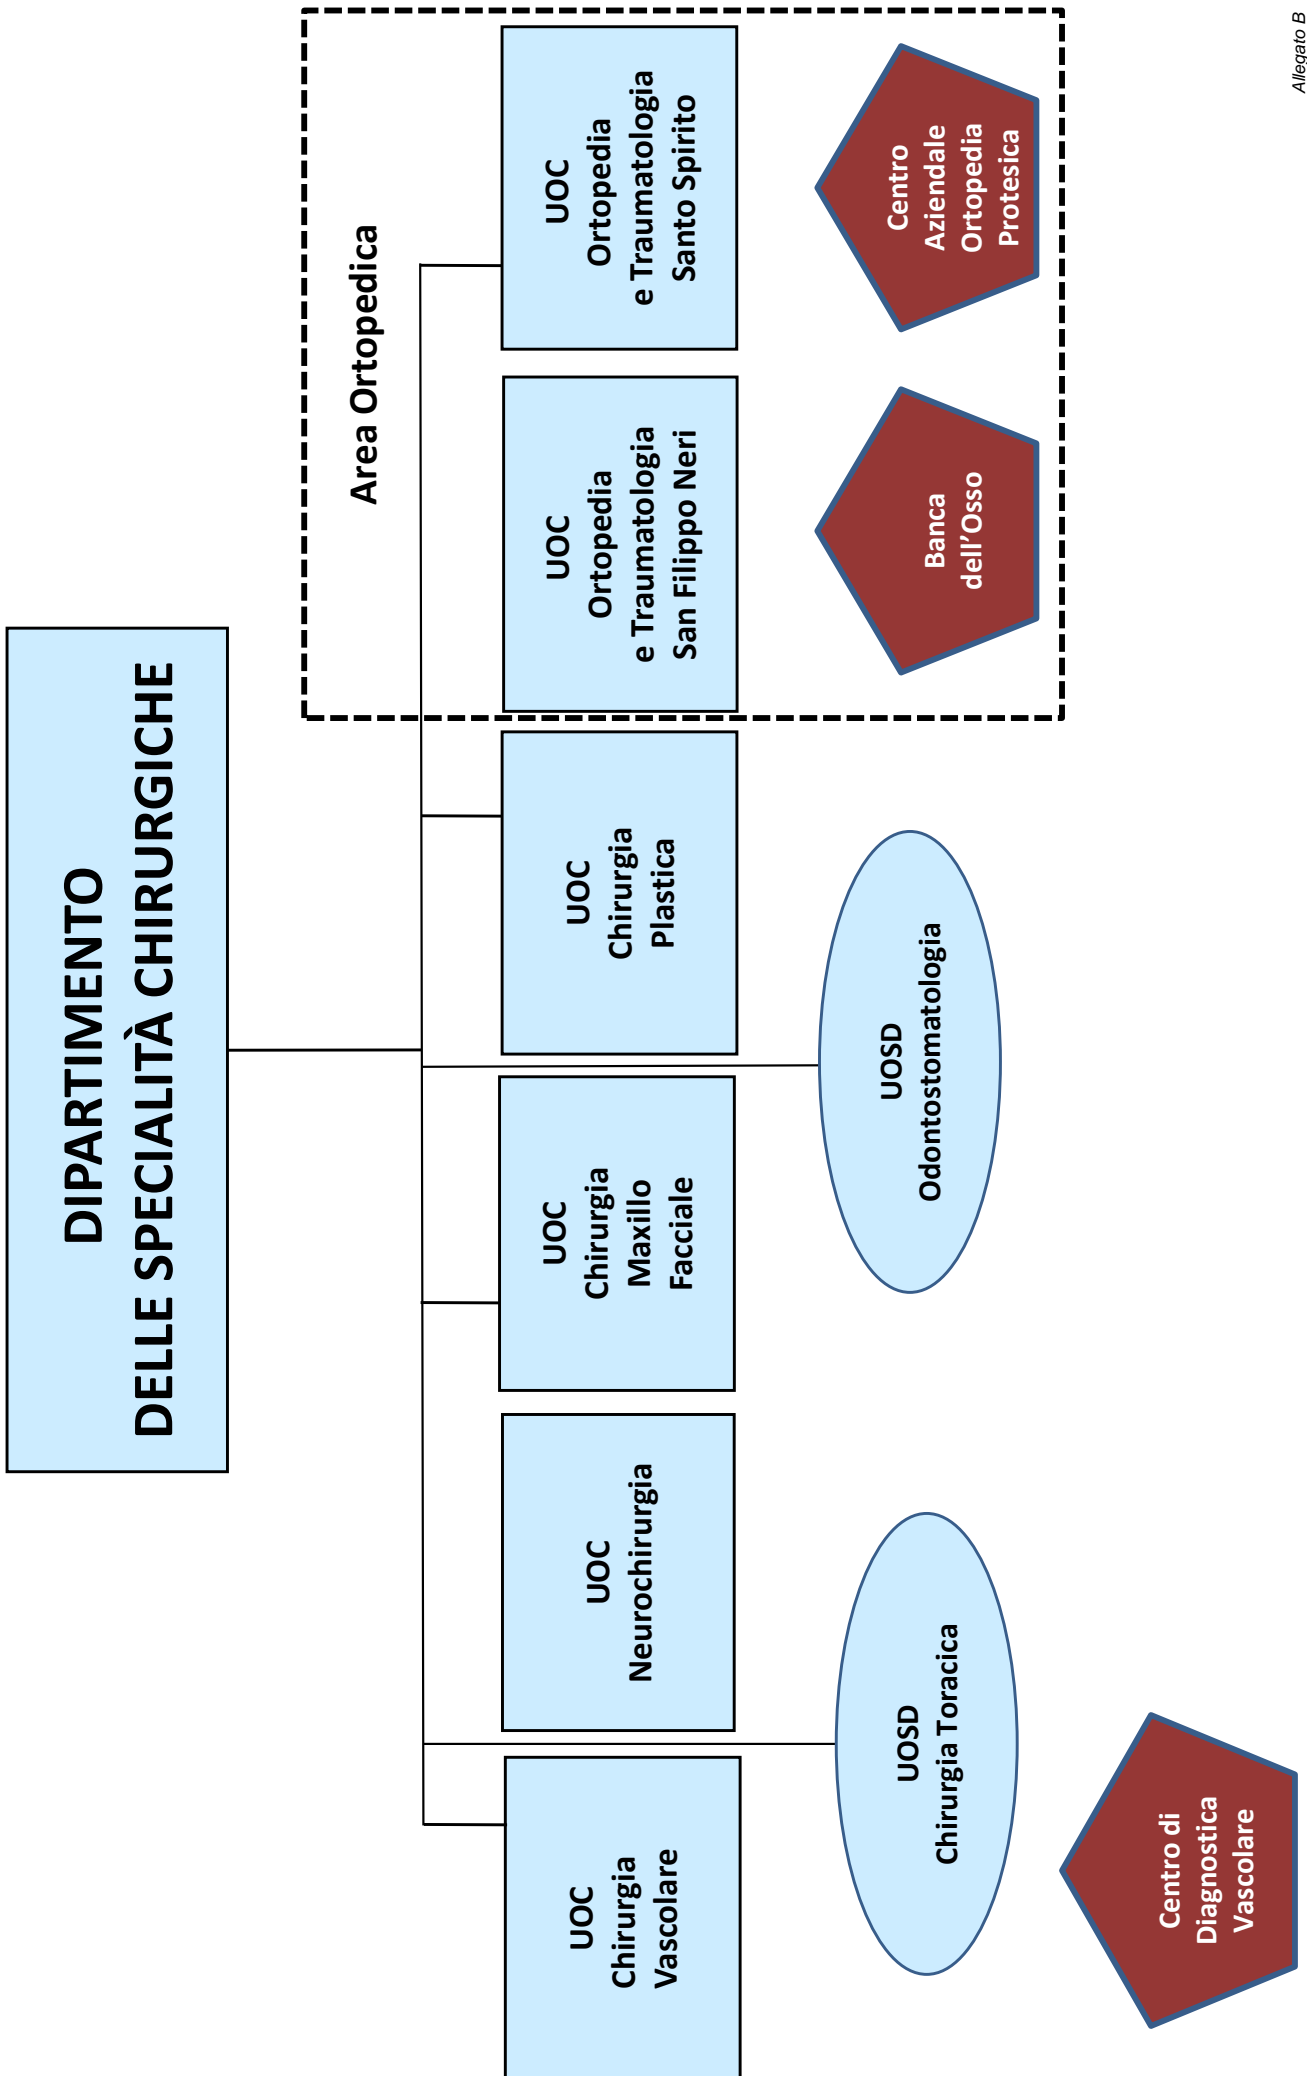 Allegato B
DIPARTIMENTO
DELLE SPECIALITÀ CHIRURGICHE
Area Ortopedica
UOC
Chirurgia
Vascolare
UOC
Neurochirurgia
UOC
Chirurgia
Maxillo
Facciale
UOC
Chirurgia
Plastica
UOC
Ortopedia
e Traumatologia
San Filippo Neri
UOC
Ortopedia
e Traumatologia
Santo Spirito
UOSD
Chirurgia Toracica
UOSD
Odontostomatologia
Banca
dell’Osso
Centro
Aziendale
Ortopedia
Protesica
Centro di
Diagnostica
Vascolare